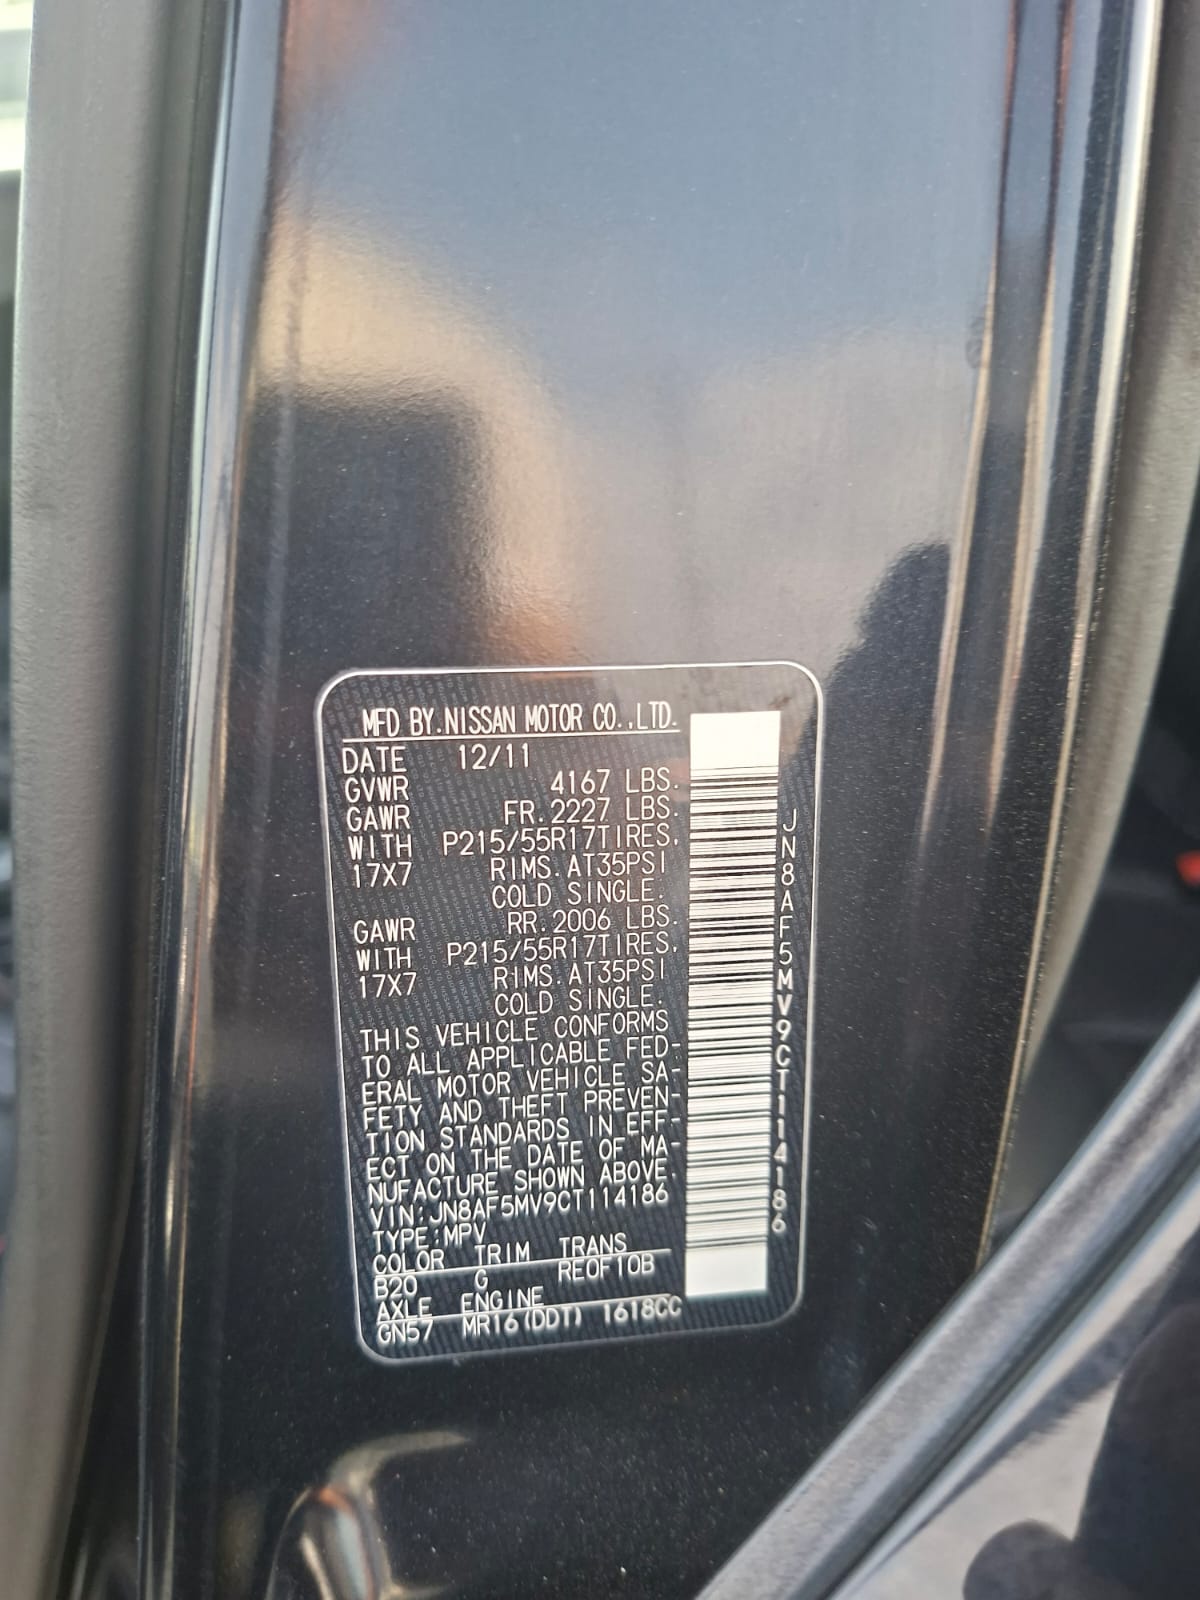 MFD BY.NISSAN MOTOR CO.,LTD.
DATE 12/11
GVWR 4167 LBS.
GAWR FR.2227 LBS.
WITH P215/55R17TIRES,
17X7 RIMS.AT35PSI
COLD SINGLE.
GAWR RR.2006 LBS.
WITH P215/55R17TIRES,
17X7 RIMS.AT35PSI
COLD SINGLE.
THIS VEHICLE CONFORMS
TO ALL APPLICABLE FED-
ERAL MOTOR VEHICLE SA-
FETY AND THEFT PREVEN-
TION STANDARDS IN EFF-
ECT ON THE DATE OF MA-
NUFACTURE SHOWN ABOVE.
VIN:JN8AF5MV9CT114186
TYPE:MPV
COLOR TRIM TRANS
B20 G RE0F10B
AXLE ENGINE
GN57 MR16(DDT) 1618CC
JN8AF5MV9CT114186